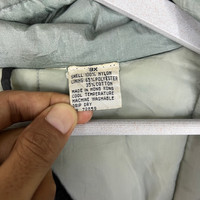 SHELL 100% NYLON
LINING 65% POLYESTER
35% COTTON
MADE IN HONG KONG
COOL TEMPERATURE
MACHINE WASHABLE
DRIP DRY